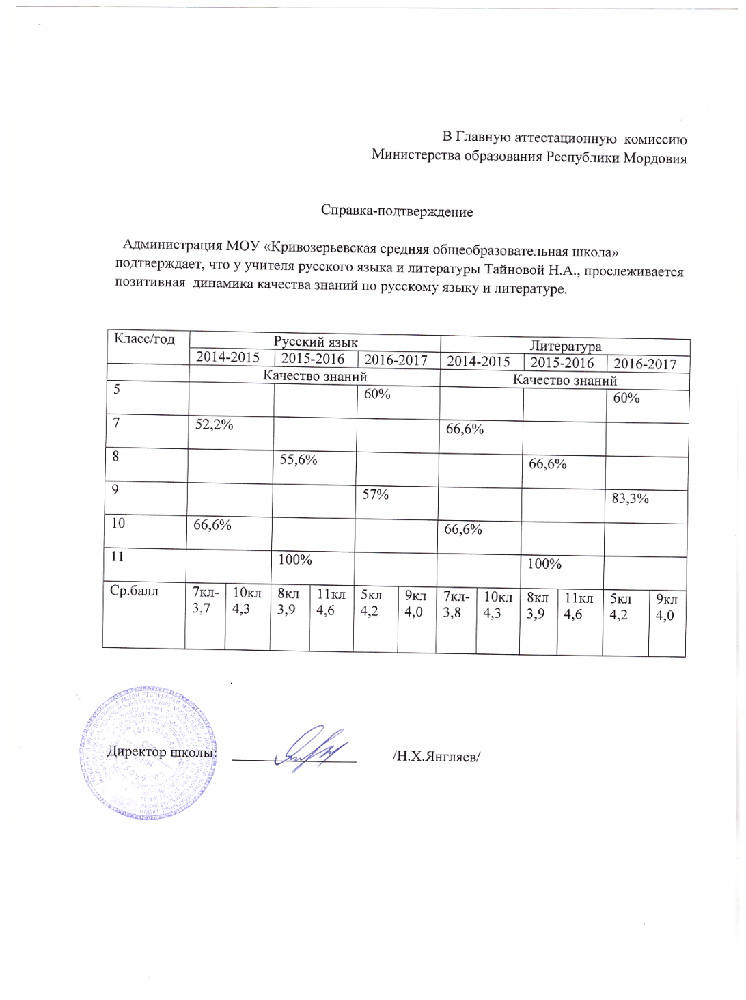 В Главную аттестационную комиссию
Министерства образования Республики Мордовия
Справка-подтверждение
Администрация МОУ «Кривозерьевская средняя общеобразовательная школа»
подтверждает, что у учителя русского языка и литературы Тайновой Н.А., прослеживается
позитивная динамика качества знаний по русскому языку и литературе.
Класс/год Русский язык Литература
2014-2015 2015-2016 2016-2017 2014-2015 2015-2016 2016-2017
Качество знаний Качество знаний
5 60% 60%
7 52,2% 66,6%
8 55,6% 66,6%
9 57% 83,3%
10 66,6% 66,6%
11 100% 100%
Ср.балл 7кл- 10кл 8кл 11кл 5кл 9кл 7кл- 10кл 8кл 11кл 5кл 9кл
3,7 4,3 3,9 4,6 4,2 4,0 3,8 4,3 3,9 4,6 4,2 4,0
Директор школы: /Н.Х.Янгляев/